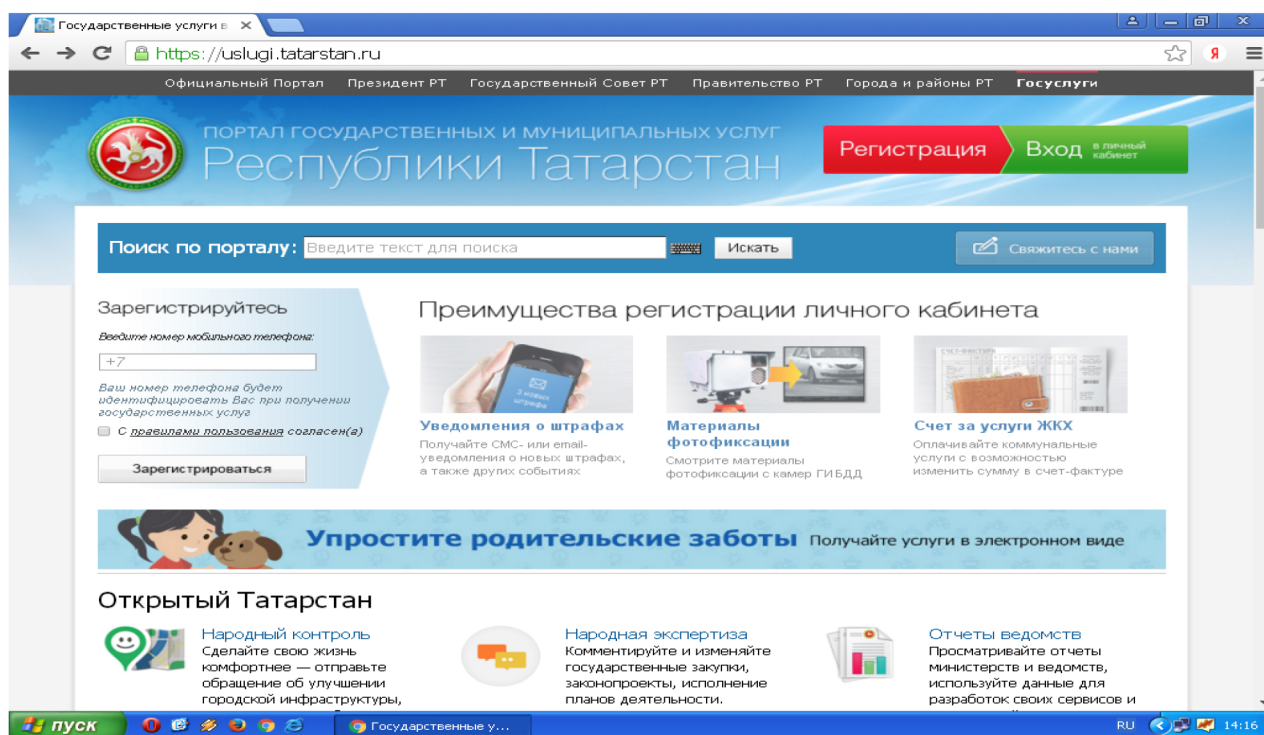 Государственные услуги в
https://uslugi.tatarstan.ru
Я
Официальный Портал Президент РТ Государственный Совет РТ Правительство РТ Города и районы РТ Госуслуги
ПОРТАЛ ГОСУДАРСТВЕННЫХ И МУНИЦИПАЛЬНЫХ УСЛУГ
Республики Татарстан
Регистрация Вход в личный кабинет
Поиск по порталу: Введите текст для поиска Искать Свяжитесь с нами
Зарегистрируйтесь
Введите номер мобильного телефона:
+7
Ваш номер телефона будет
идентифицировать Вас при получении
государственных услуг
С правилами пользования согласен(а)
Зарегистрироваться
Преимущества регистрации личного кабинета
3 новых
штрафа
СЧЕТ-ФАКТУРА
Уведомления о штрафах
Получайте СМС- или email-
уведомления о новых штрафах,
а также других событиях
Материалы
фотофиксации
Смотрите материалы
фотофиксации с камер ГИБДД
Счет за услуги ЖКХ
Оплачивайте коммунальные
услуги с возможностью
изменить сумму в счет-фактуре
Упростите родительские заботы Получайте услуги в электронном виде
Открытый Татарстан
Народный контроль
Сделайте свою жизнь
комфортнее — отправьте
обращение об улучшении
городской инфраструктуры,
Народная экспертиза
Комментируйте и изменяйте
государственные закупки,
законопроекты, исполнение
планов деятельности.
Отчеты ведомств
Просматривайте отчеты
министерств и ведомств,
используйте данные для
разработок своих сервисов и
пуск Государственные у... RU 14:16